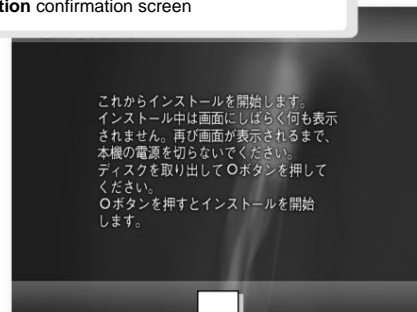 tion confirmation screen
これからインストールを開始します。
インストール中は画面にしばらく何も表示
されません。再び画面が表示されるまで、
本機の電源を切らないでください。
ディスクを取り出して○ボタンを押して
ください。
○ボタンを押すとインストールを開始
します。